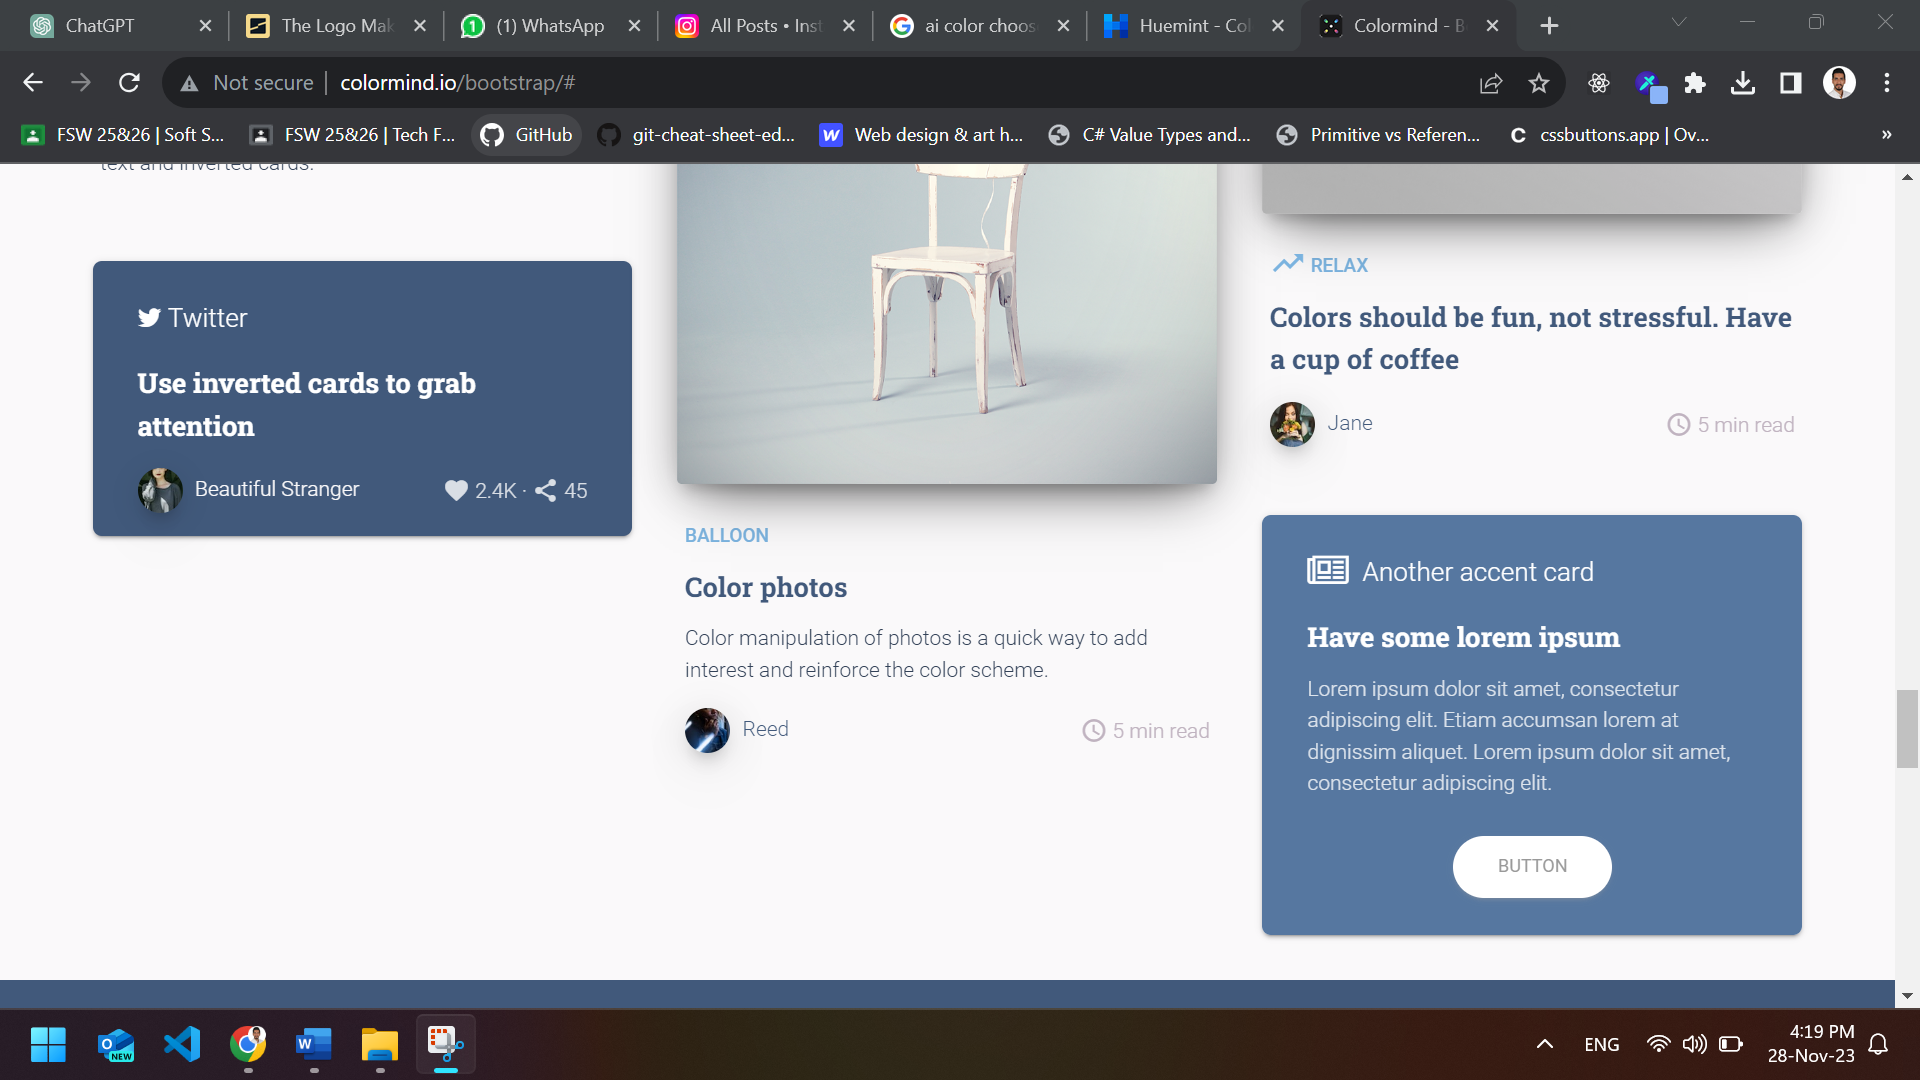 ChatGPT
The Logo Mak
(1) WhatsApp
All Posts • Inst
ai color choos
Huemint - Col
Colormind - B
Not secure
colormind.io/bootstrap/#
FSW 25&26 | Soft S...
FSW 25&26 | Tech F...
GitHub
git-cheat-sheet-ed...
Web design & art h...
C# Value Types and...
Primitive vs Referen...
cssbuttons.app | Ov...
»
text and inverted cards.
Twitter
Use inverted cards to grab
attention
Beautiful Stranger
2.4K ·
45
BALLOON
Color photos
Color manipulation of photos is a quick way to add
interest and reinforce the color scheme.
Reed
5 min read
RELAX
Colors should be fun, not stressful. Have
a cup of coffee
Jane
5 min read
Another accent card
Have some lorem ipsum
Lorem ipsum dolor sit amet, consectetur
adipiscing elit. Etiam accumsan lorem at
dignissim aliquet. Lorem ipsum dolor sit amet,
consectetur adipiscing elit.
BUTTON
NEW
ENG
4:19 PM
28-Nov-23